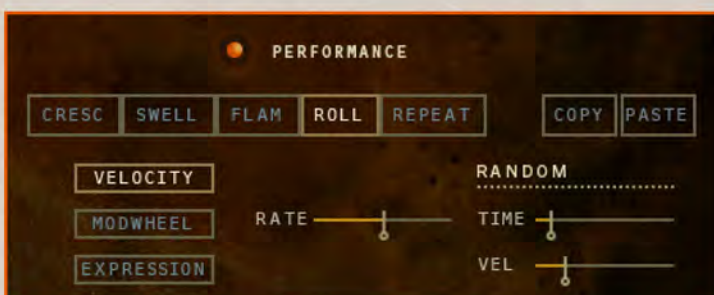 PERFORMANCE
CRESC SWELL FLAM ROLL REPEAT COPY PASTE
VELOCITY RANDOM
MODWHEEL RATE TIME
EXPRESSION VEL